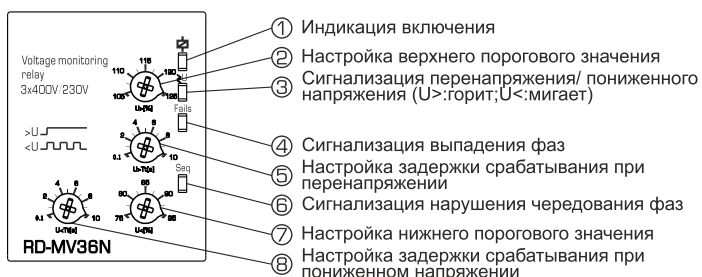 Voltage monitoring
relay
3x400V/230V
>U
<U
105 110 115 120 125
U>[%]
>U
Fails
0.1 2 4 6 8 10
U>Tt[s]
Seq
0.1 2 4 6 8 10
U<Tt[s]
75 80 85 90 95
U<[%]
RD-MV36N
1 Индикация включения
2 Настройка верхнего порогового значения
3 Сигнализация перенапряжения/ пониженного
напряжения (U>:горит;U<:мигает)
4 Сигнализация выпадения фаз
5 Настройка задержки срабатывания при
перенапряжении
6 Сигнализация нарушения чередования фаз
7 Настройка нижнего порогового значения
8 Настройка задержки срабатывания при
пониженном напряжении